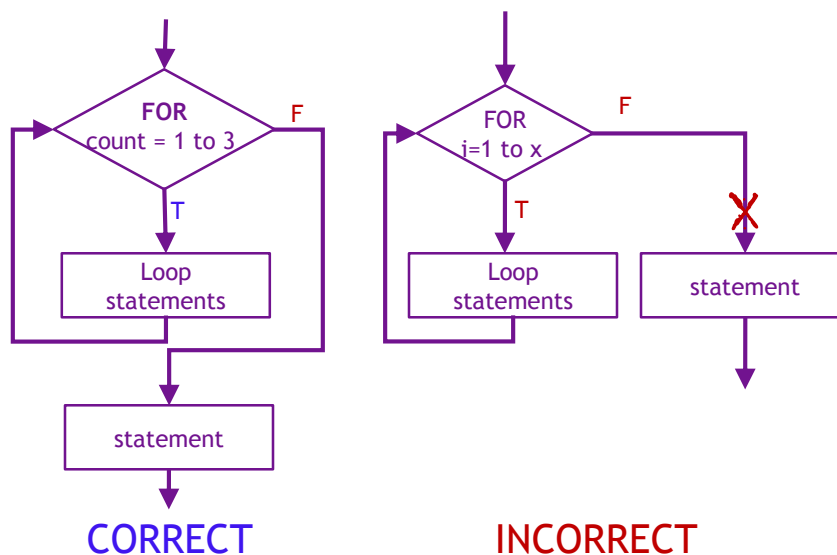 FOR
count = 1 to 3
F
T
Loop
statements
statement
CORRECT
FOR
i=1 to x
F
T
Loop
statements
statement
INCORRECT